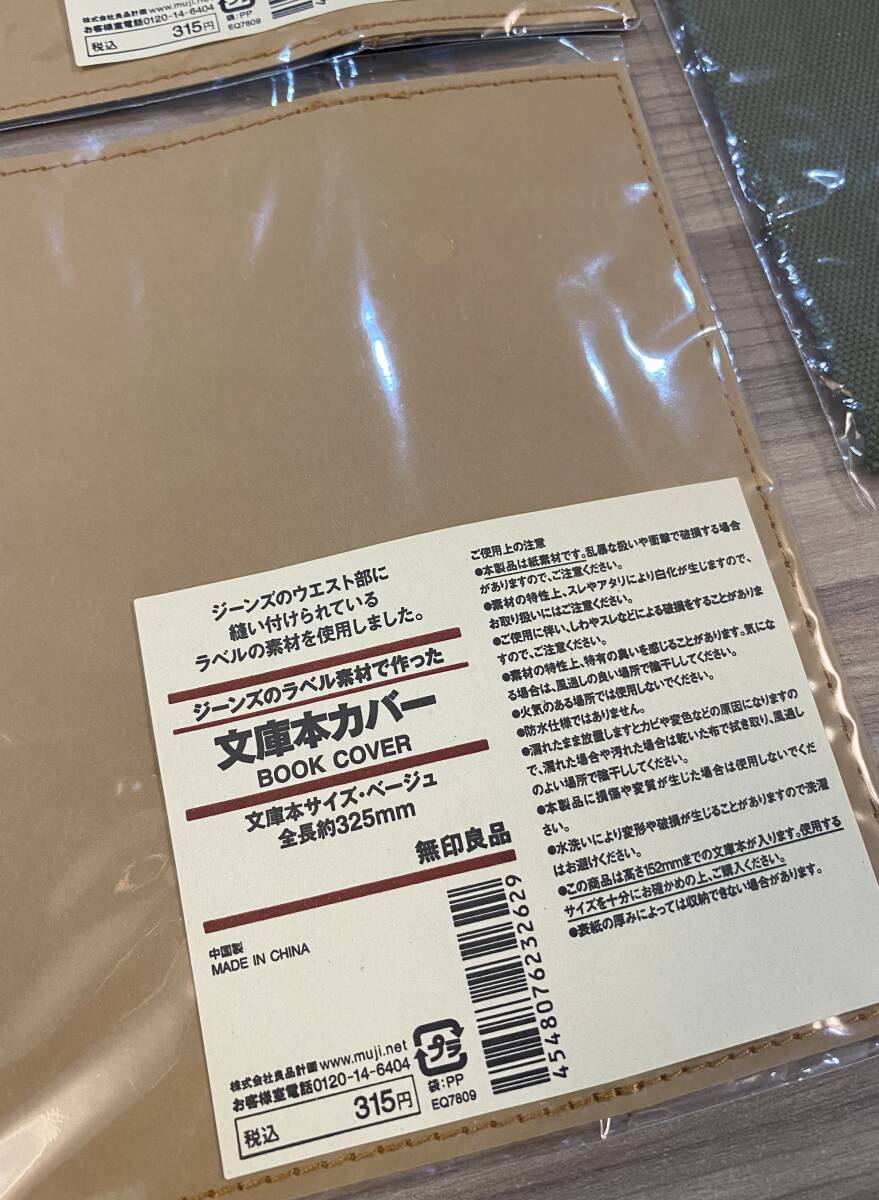 株式会社良品計画 www.muji.net
お客様室電話0120-14-6404
税込 315円
袋:PP
EQ7809
ジーンズのウエスト部に
縫い付けられている
ラベルの素材を使用しました。
ジーンズのラベル素材で作った
文庫本カバー
BOOK COVER
文庫本サイズ・ベージュ
全長約325mm
無印良品
中国製
MADE IN CHINA
株式会社良品計画 www.muji.net
お客様室電話0120-14-6404
税込 315円
プラ
袋:PP
EQ7809
4548076232629
ご使用上の注意
●本製品は紙素材です。乱暴な扱いや衝撃で破損する場合
がありますので、ご注意ください。
●素材の特性上、スレやアタリにより白化が生じますので、
お取り扱いにはご注意ください。
●ご使用に伴い、しわやスレなどによる破損をすることがありま
すので、ご注意ください。
●素材の特性上、特有の臭いを感じることがあります。気にな
る場合は、風通しの良い場所で陰干ししてください。
●火気のある場所では使用しないでください。
●防水仕様ではありません。
●濡れたまま放置しますとカビや変色などの原因になりますの
で、濡れた場合や汚れた場合は乾いた布で拭き取り、風通し
のよい場所で陰干ししてください。
●本製品に損傷や変質が生じた場合は使用しないでくだ
さい。
●水洗いにより変形や破損が生じることがありますので洗濯
はお避けください。
●この商品は高さ152mmまでの文庫本が入ります。使用する
サイズを十分にお確かめの上、ご購入ください。
●表紙の厚みによっては収納できない場合があります。